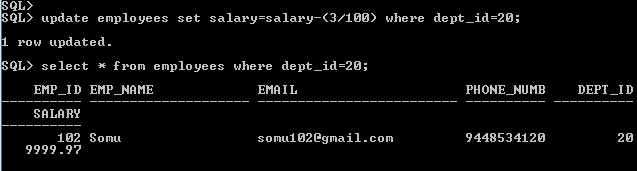 SQL>
SQL> update employees set salary=salary-(3/100) where dept_id=20;
1 row updated.
SQL> select * from employees where dept_id=20;
EMP_ID EMP_NAME EMAIL PHONE_NUMB DEPT_ID
---------- -------------------- ------------------------- ---------- ----------
SALARY
----------
102 Somu somu102@gmail.com 9448534120 20
9999.97